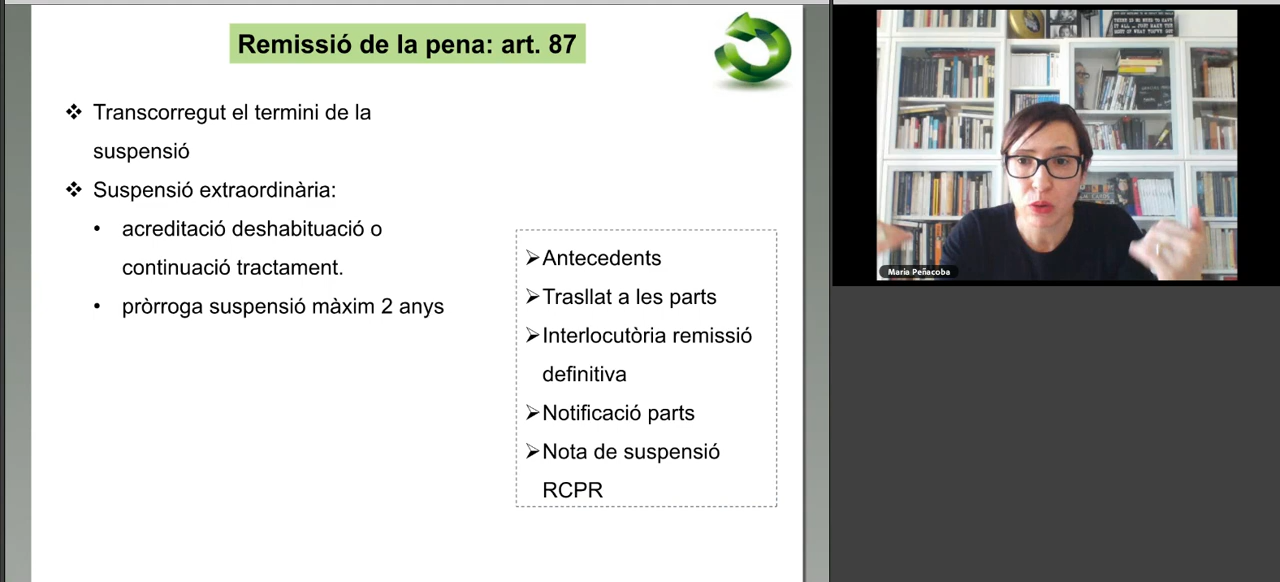 Remissió de la pena: art. 87
❖ Transcorregut el termini de la
suspensió
❖ Suspensió extraordinària:
• acreditació deshabituació o
continuació tractament.
• pròrroga suspensió màxim 2 anys
➢Antecedents
➢Trasllat a les parts
➢Interlocutòria remissió
definitiva
➢Notificació parts
➢Nota de suspensió
RCPR
Maria Peñacoba